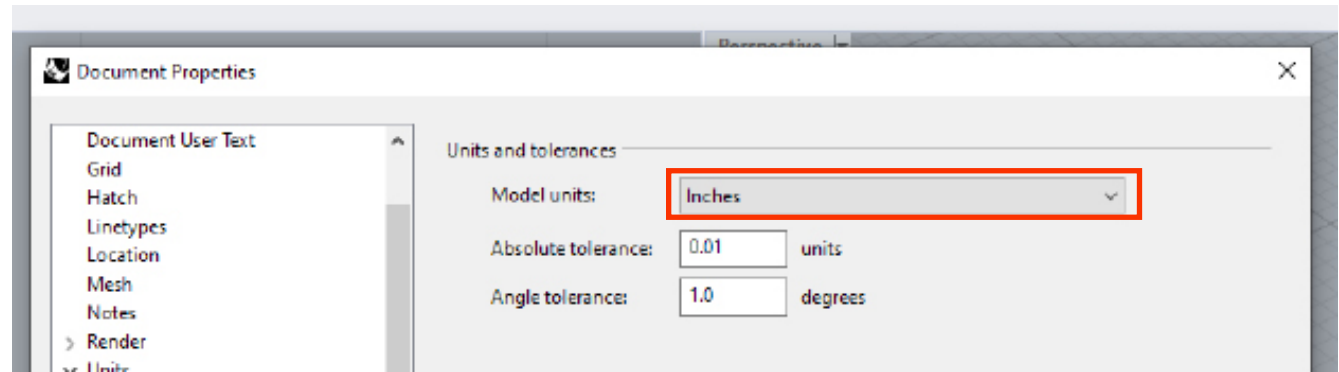 Perspective
Document Properties
Document User Text
Grid
Hatch
Linetypes
Location
Mesh
Notes
Render
Units
Units and tolerances
Model units: Inches
Absolute tolerance: 0.01 units
Angle tolerance: 1.0 degrees